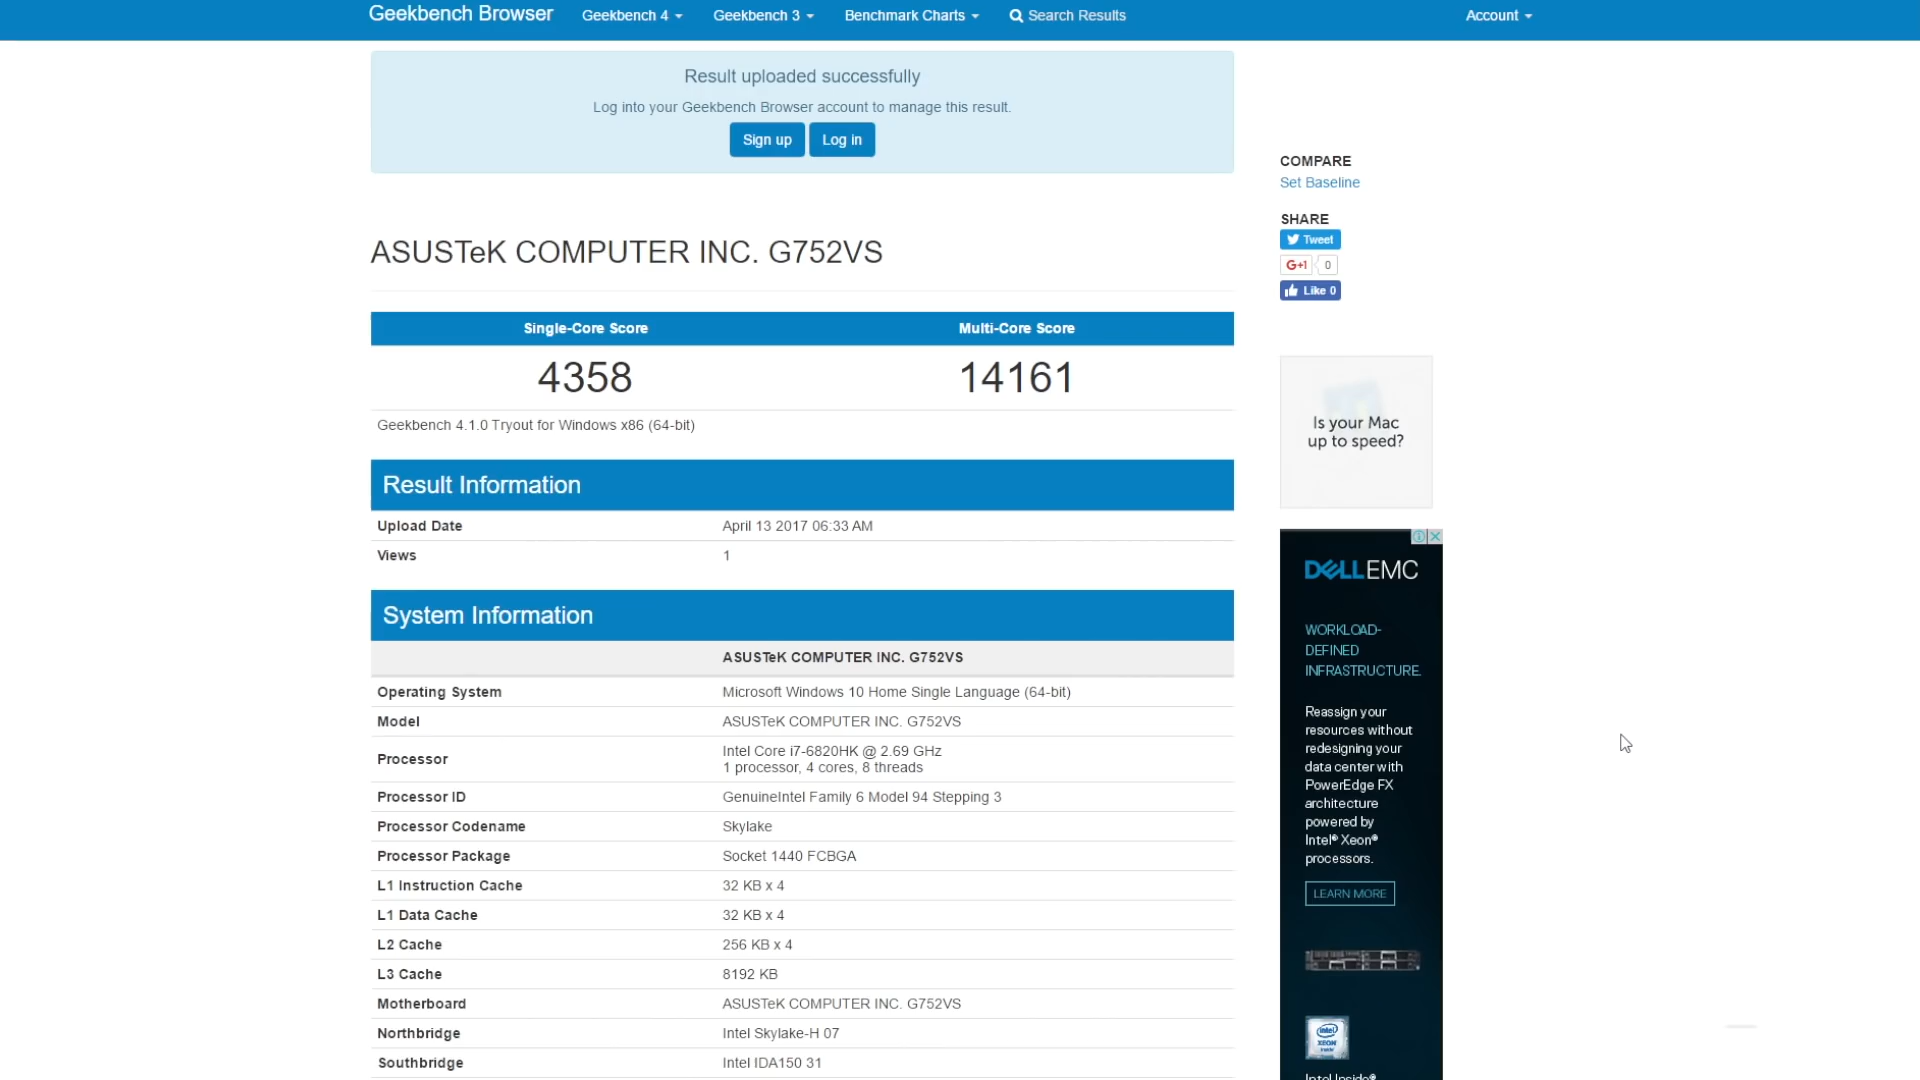 Geekbench Browser Geekbench 4 Geekbench 3 Benchmark Charts Search Results Account
Result uploaded successfully
Log into your Geekbench Browser account to manage this result.
Sign up Log in
ASUSTeK COMPUTER INC. G752VS
Single-Core Score Multi-Core Score
4358 14161
Geekbench 4.1.0 Tryout for Windows x86 (64-bit)
Result Information
Upload Date April 13 2017 06:33 AM
Views 1
System Information
ASUSTeK COMPUTER INC. G752VS
Operating System Microsoft Windows 10 Home Single Language (64-bit)
Model ASUSTeK COMPUTER INC. G752VS
Processor Intel Core i7-6820HK @ 2.69 GHz
1 processor, 4 cores, 8 threads
Processor ID GenuineIntel Family 6 Model 94 Stepping 3
Processor Codename Skylake
Processor Package Socket 1440 FCBGA
L1 Instruction Cache 32 KB x 4
L1 Data Cache 32 KB x 4
L2 Cache 256 KB x 4
L3 Cache 8192 KB
Motherboard ASUSTeK COMPUTER INC. G752VS
Northbridge Intel Skylake-H 07
Southbridge Intel IDA150 31
COMPARE
Set Baseline
SHARE
Tweet
G+1 0
Like 0
Is your Mac
up to speed?
DELLEMC
WORKLOAD-
DEFINED
INFRASTRUCTURE.
Reassign your
resources without
redesigning your
data center with
PowerEdge FX
architecture
powered by
Intel® Xeon®
processors.
LEARN MORE
intel
XEON
inside
Intel Inside®